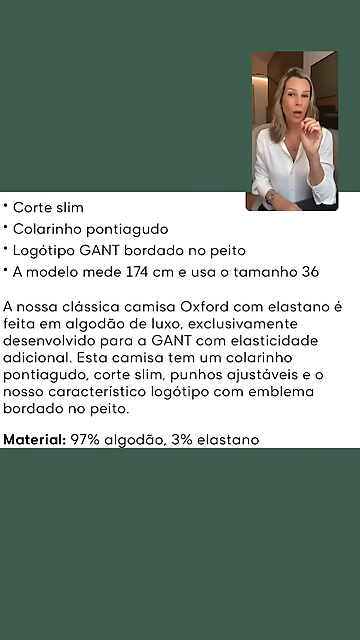 • Corte slim
• Colarinho pontiagudo
• Logótipo GANT bordado no peito
• A modelo mede 174 cm e usa o tamanho 36
A nossa clássica camisa Oxford com elastano é
feita em algodão de luxo, exclusivamente
desenvolvido para a GANT com elasticidade
adicional. Esta camisa tem um colarinho
pontiagudo, corte slim, punhos ajustáveis e o
nosso característico logótipo com emblema
bordado no peito.
Material: 97% algodão, 3% elastano